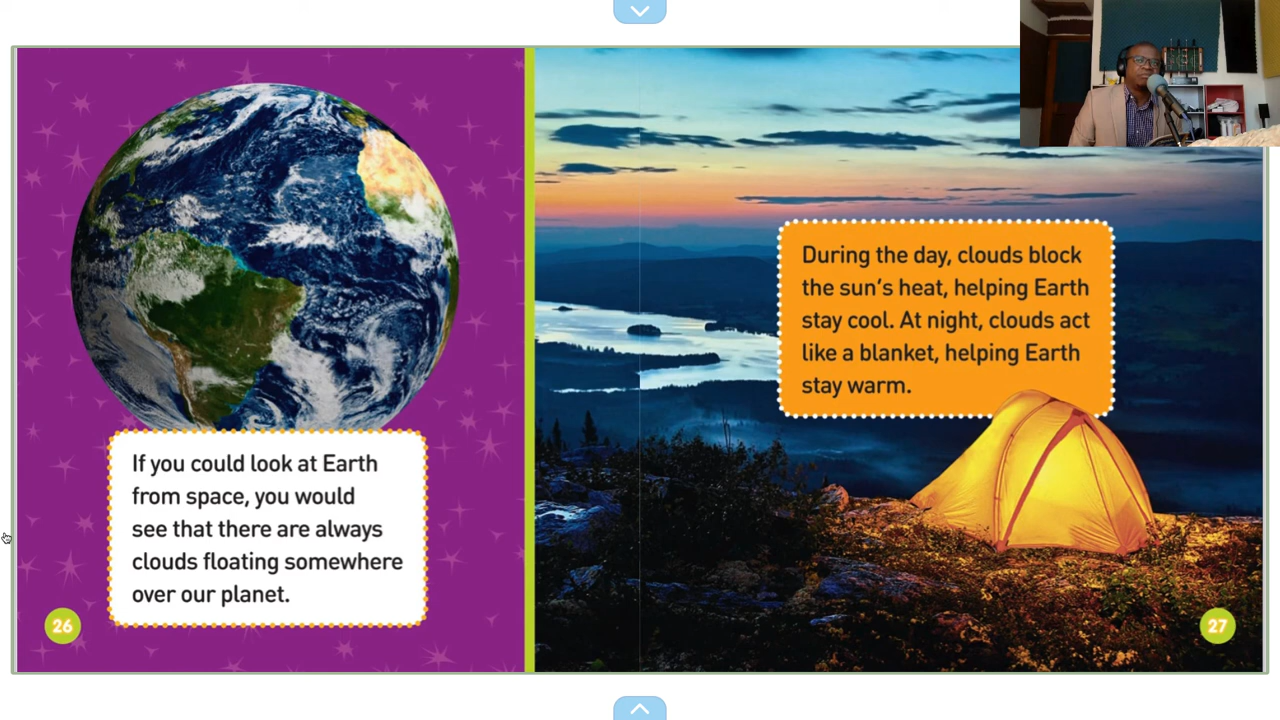 If you could look at Earth
from space, you would
see that there are always
clouds floating somewhere
over our planet.
26
During the day, clouds block
the sun's heat, helping Earth
stay cool. At night, clouds act
like a blanket, helping Earth
stay warm.
27